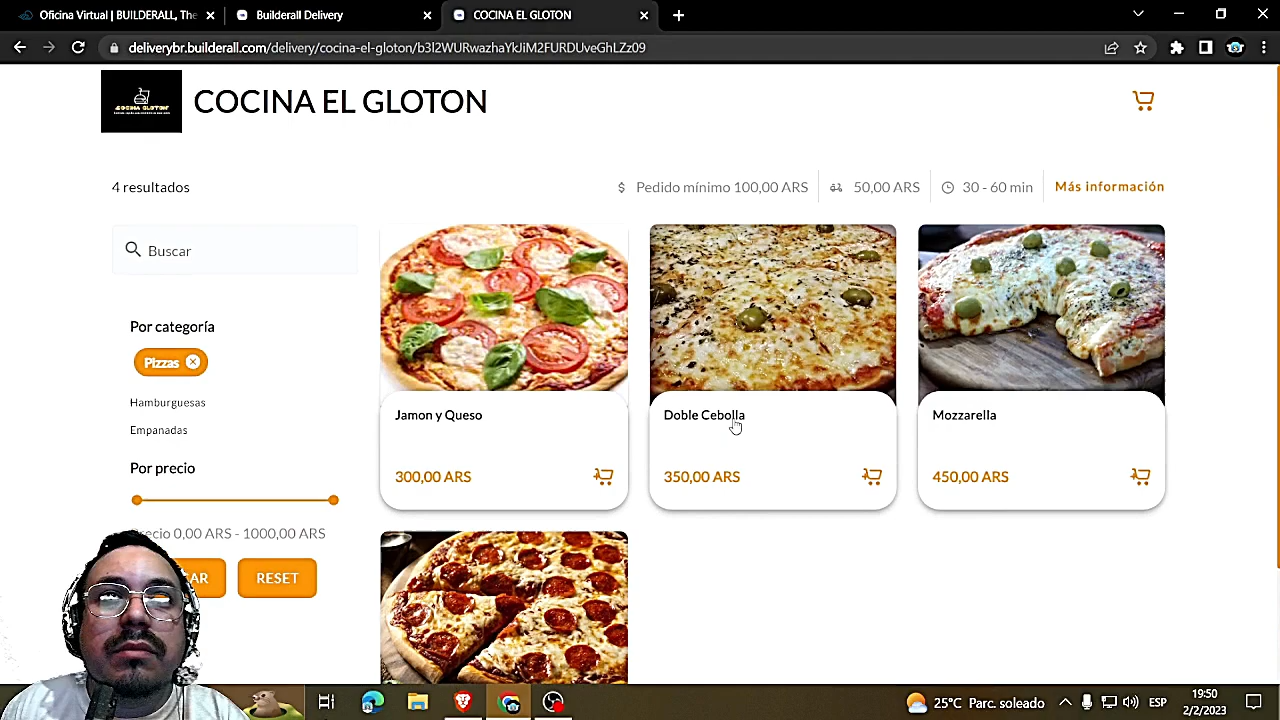 Oficina Virtual | BUILDERALL, The
Builderall Delivery
COCINA EL GLOTON
deliverybr.builderall.com/delivery/cocina-el-gloton/b3l2WURwazhaYkJiM2FURDUveGhLZz09
COCINA GLOTON
COCINA EL GLOTON
4 resultados
Pedido mínimo 100,00 ARS
50,00 ARS
30 - 60 min
Más información
Buscar
Por categoría
Pizzas
Hamburguesas
Empanadas
Por precio
Precio 0,00 ARS - 1000,00 ARS
RESET
Jamon y Queso
300,00 ARS
Doble Cebolla
350,00 ARS
Mozzarella
450,00 ARS
25°C Parc. soleado
ESP
19:50
2/2/2023